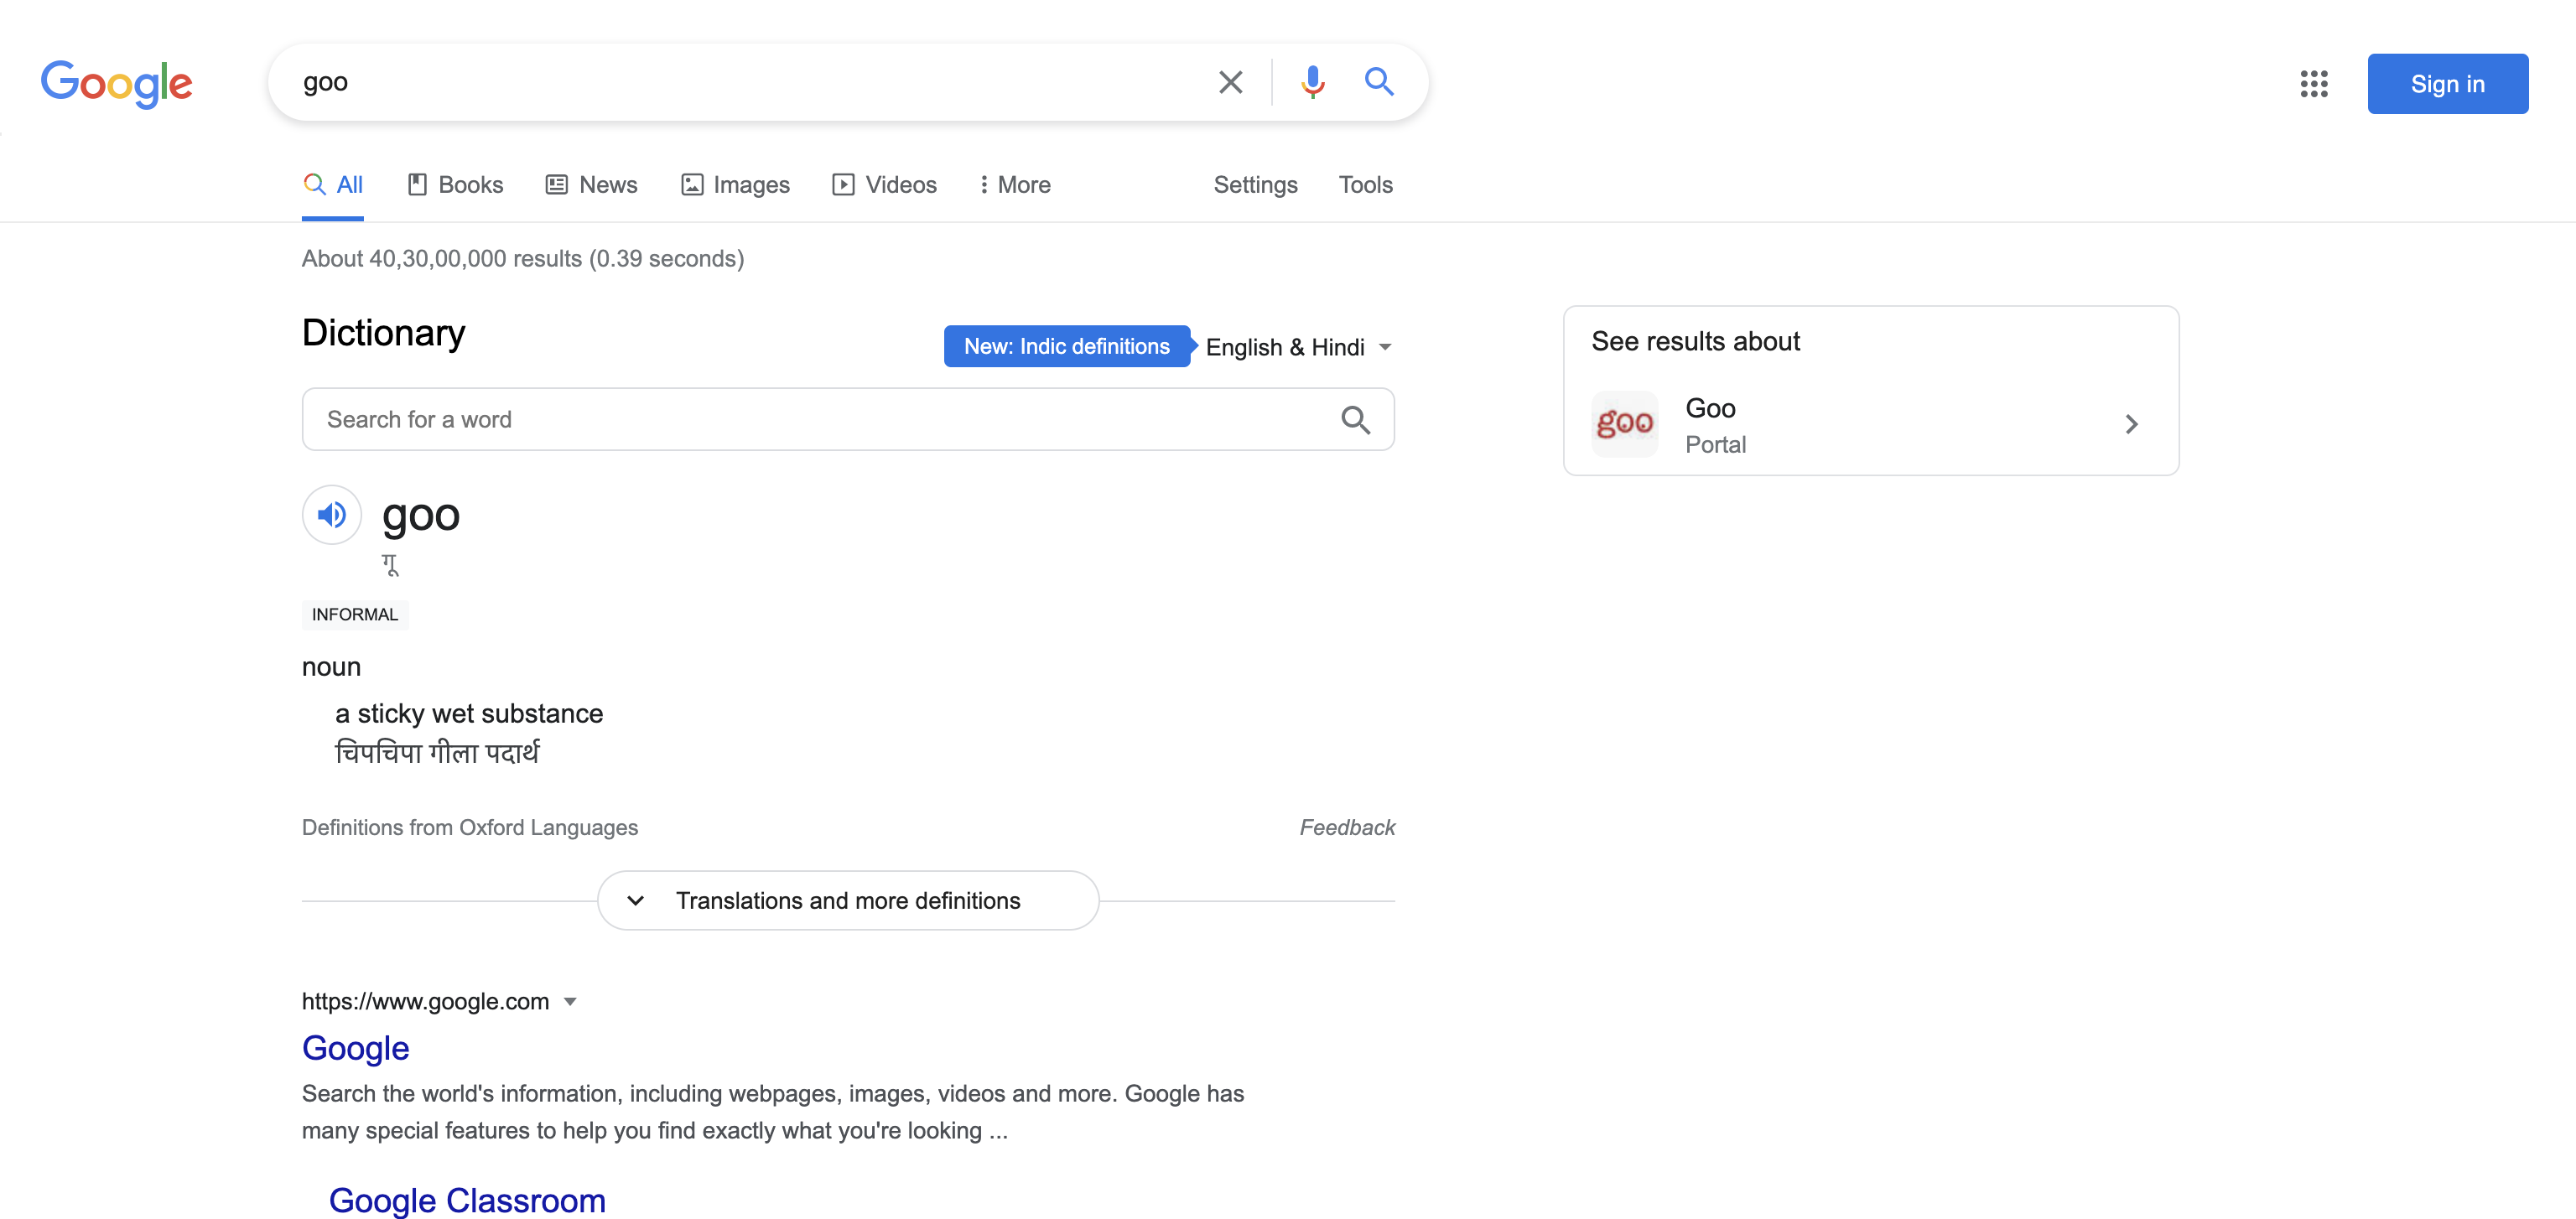 Google
goo
Sign in
All Books News Images Videos More Settings Tools
About 40,30,00,000 results (0.39 seconds)
Dictionary
New: Indic definitions English & Hindi
Search for a word
goo
गू
INFORMAL
noun
a sticky wet substance
चिपचिपा गीला पदार्थ
Definitions from Oxford Languages Feedback
Translations and more definitions
https://www.google.com
Google
Search the world's information, including webpages, images, videos and more. Google has
many special features to help you find exactly what you're looking ...
Google Classroom
See results about
goo
Goo
Portal